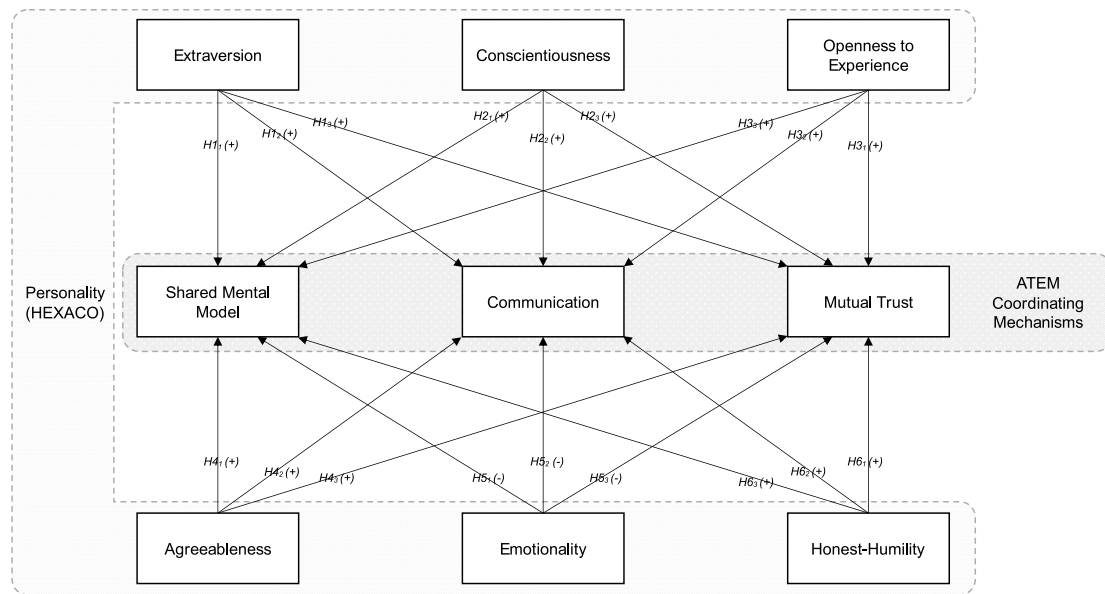 Extraversion
Conscientiousness
Openness to
Experience
H1₁ (+)
H1₂ (+)
H1₃ (+)
H2₁ (+)
H2₂ (+)
H2₃ (+)
H3₃ (+)
H3₂ (+)
H3₁ (+)
Personality
(HEXACO)
Shared Mental
Model
Communication
Mutual Trust
ATEM
Coordinating
Mechanisms
H4₁ (+)
H4₂ (+)
H4₃ (+)
H5₁ (-)
H5₂ (-)
H5₃ (-)
H6₃ (+)
H6₂ (+)
H6₁ (+)
Agreeableness
Emotionality
Honest-Humility